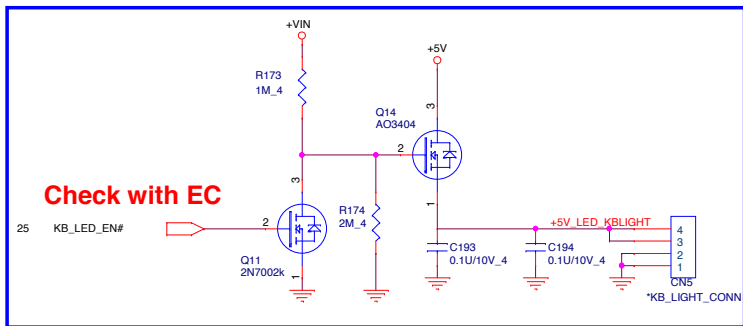 +VIN
+5V
R173
1M_4
3
Q14
AO3404
2
1
Check with EC
3
R174
2M_4
25 KB_LED_EN#
2
+5V_LED_KBLIGHT
4
3
2
1
Q11
2N7002k
1
C193
0.1U/10V_4
C194
0.1U/10V_4
CN5
*KB_LIGHT_CONN